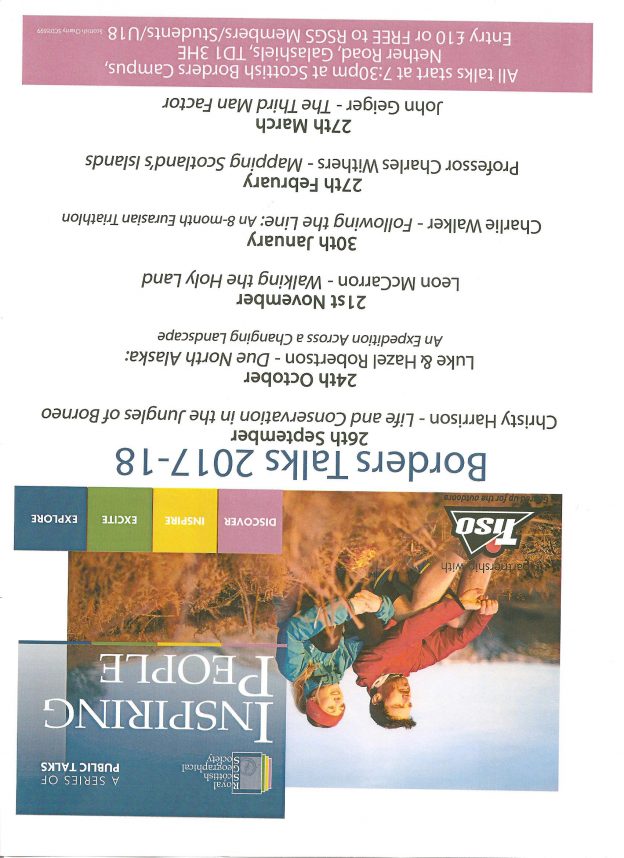 Royal
Scottish
Geographical
Society
A SERIES OF
PUBLIC TALKS
INSPIRING
PEOPLE
partnership with
TISO
geared up for the outdoors
DISCOVER
INSPIRE
EXCITE
EXPLORE
Borders Talks 2017-18
26th September
Christy Harrison - Life and Conservation in the Jungles of Borneo
24th October
Luke & Hazel Robertson - Due North Alaska:
An Expedition Across a Changing Landscape
21st November
Leon McCarron - Walking the Holy Land
30th January
Charlie Walker - Following the Line: An 8-month Eurasian Triathlon
27th February
Professor Charles Withers - Mapping Scotland's Islands
27th March
John Geiger - The Third Man Factor
All talks start at 7:30pm at Scottish Borders Campus,
Nether Road, Galashiels, TD1 3HE
Entry £10 or FREE to RSGS Members/Students/U18